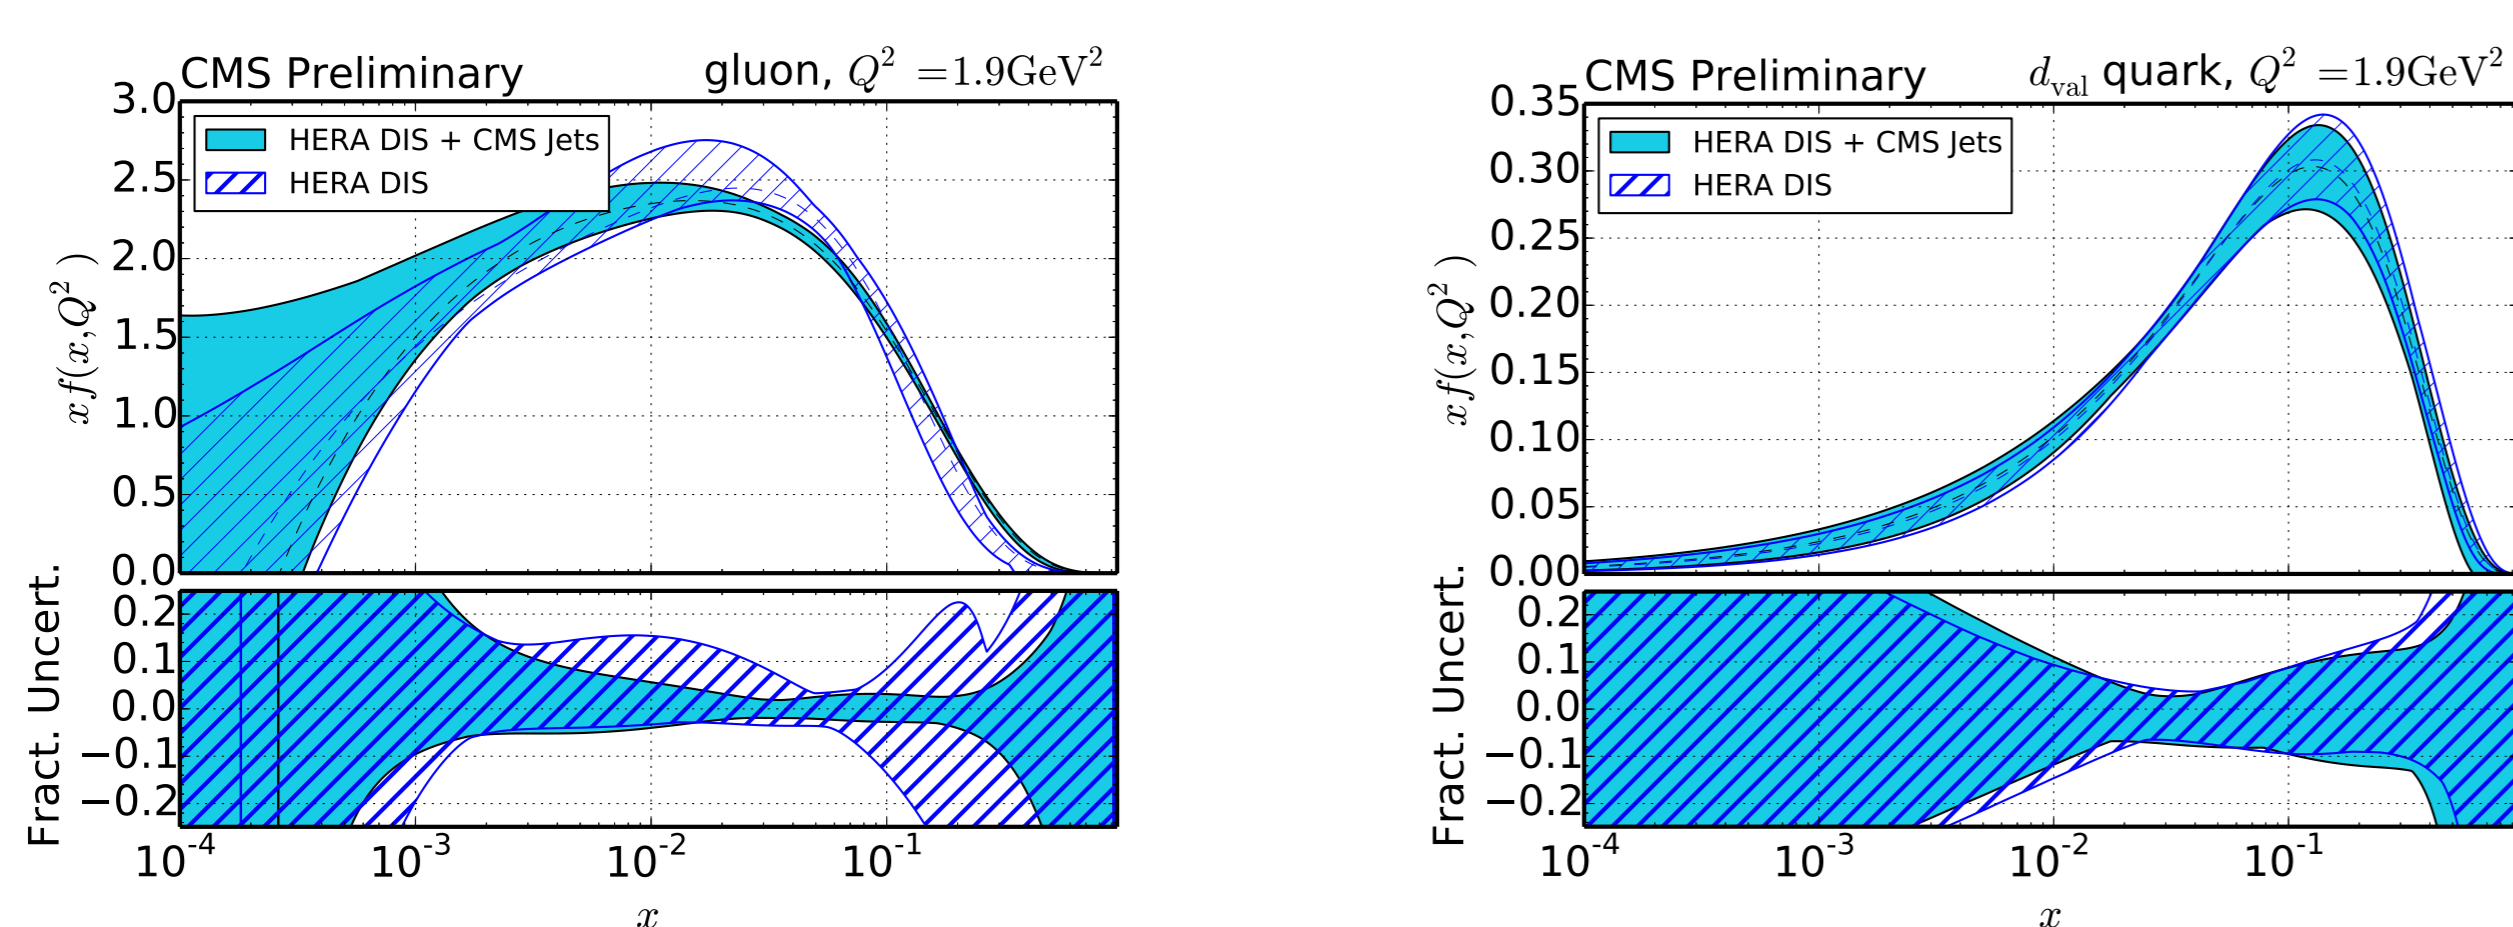 CMS Preliminary gluon, Q² =1.9GeV²
3.0
2.5
2.0
1.5
1.0
0.5
0.0
xf(x,Q²)
HERA DIS + CMS Jets
HERA DIS
0.2
0.1
0.0
−0.1
−0.2
Fract. Uncert.
10⁻⁴ 10⁻³ 10⁻² 10⁻¹
x
CMS Preliminary d_val quark, Q² =1.9GeV²
0.35
0.30
0.25
0.20
0.15
0.10
0.05
0.00
xf(x,Q²)
HERA DIS + CMS Jets
HERA DIS
0.2
0.1
0.0
−0.1
−0.2
Fract. Uncert.
10⁻⁴ 10⁻³ 10⁻² 10⁻¹
x